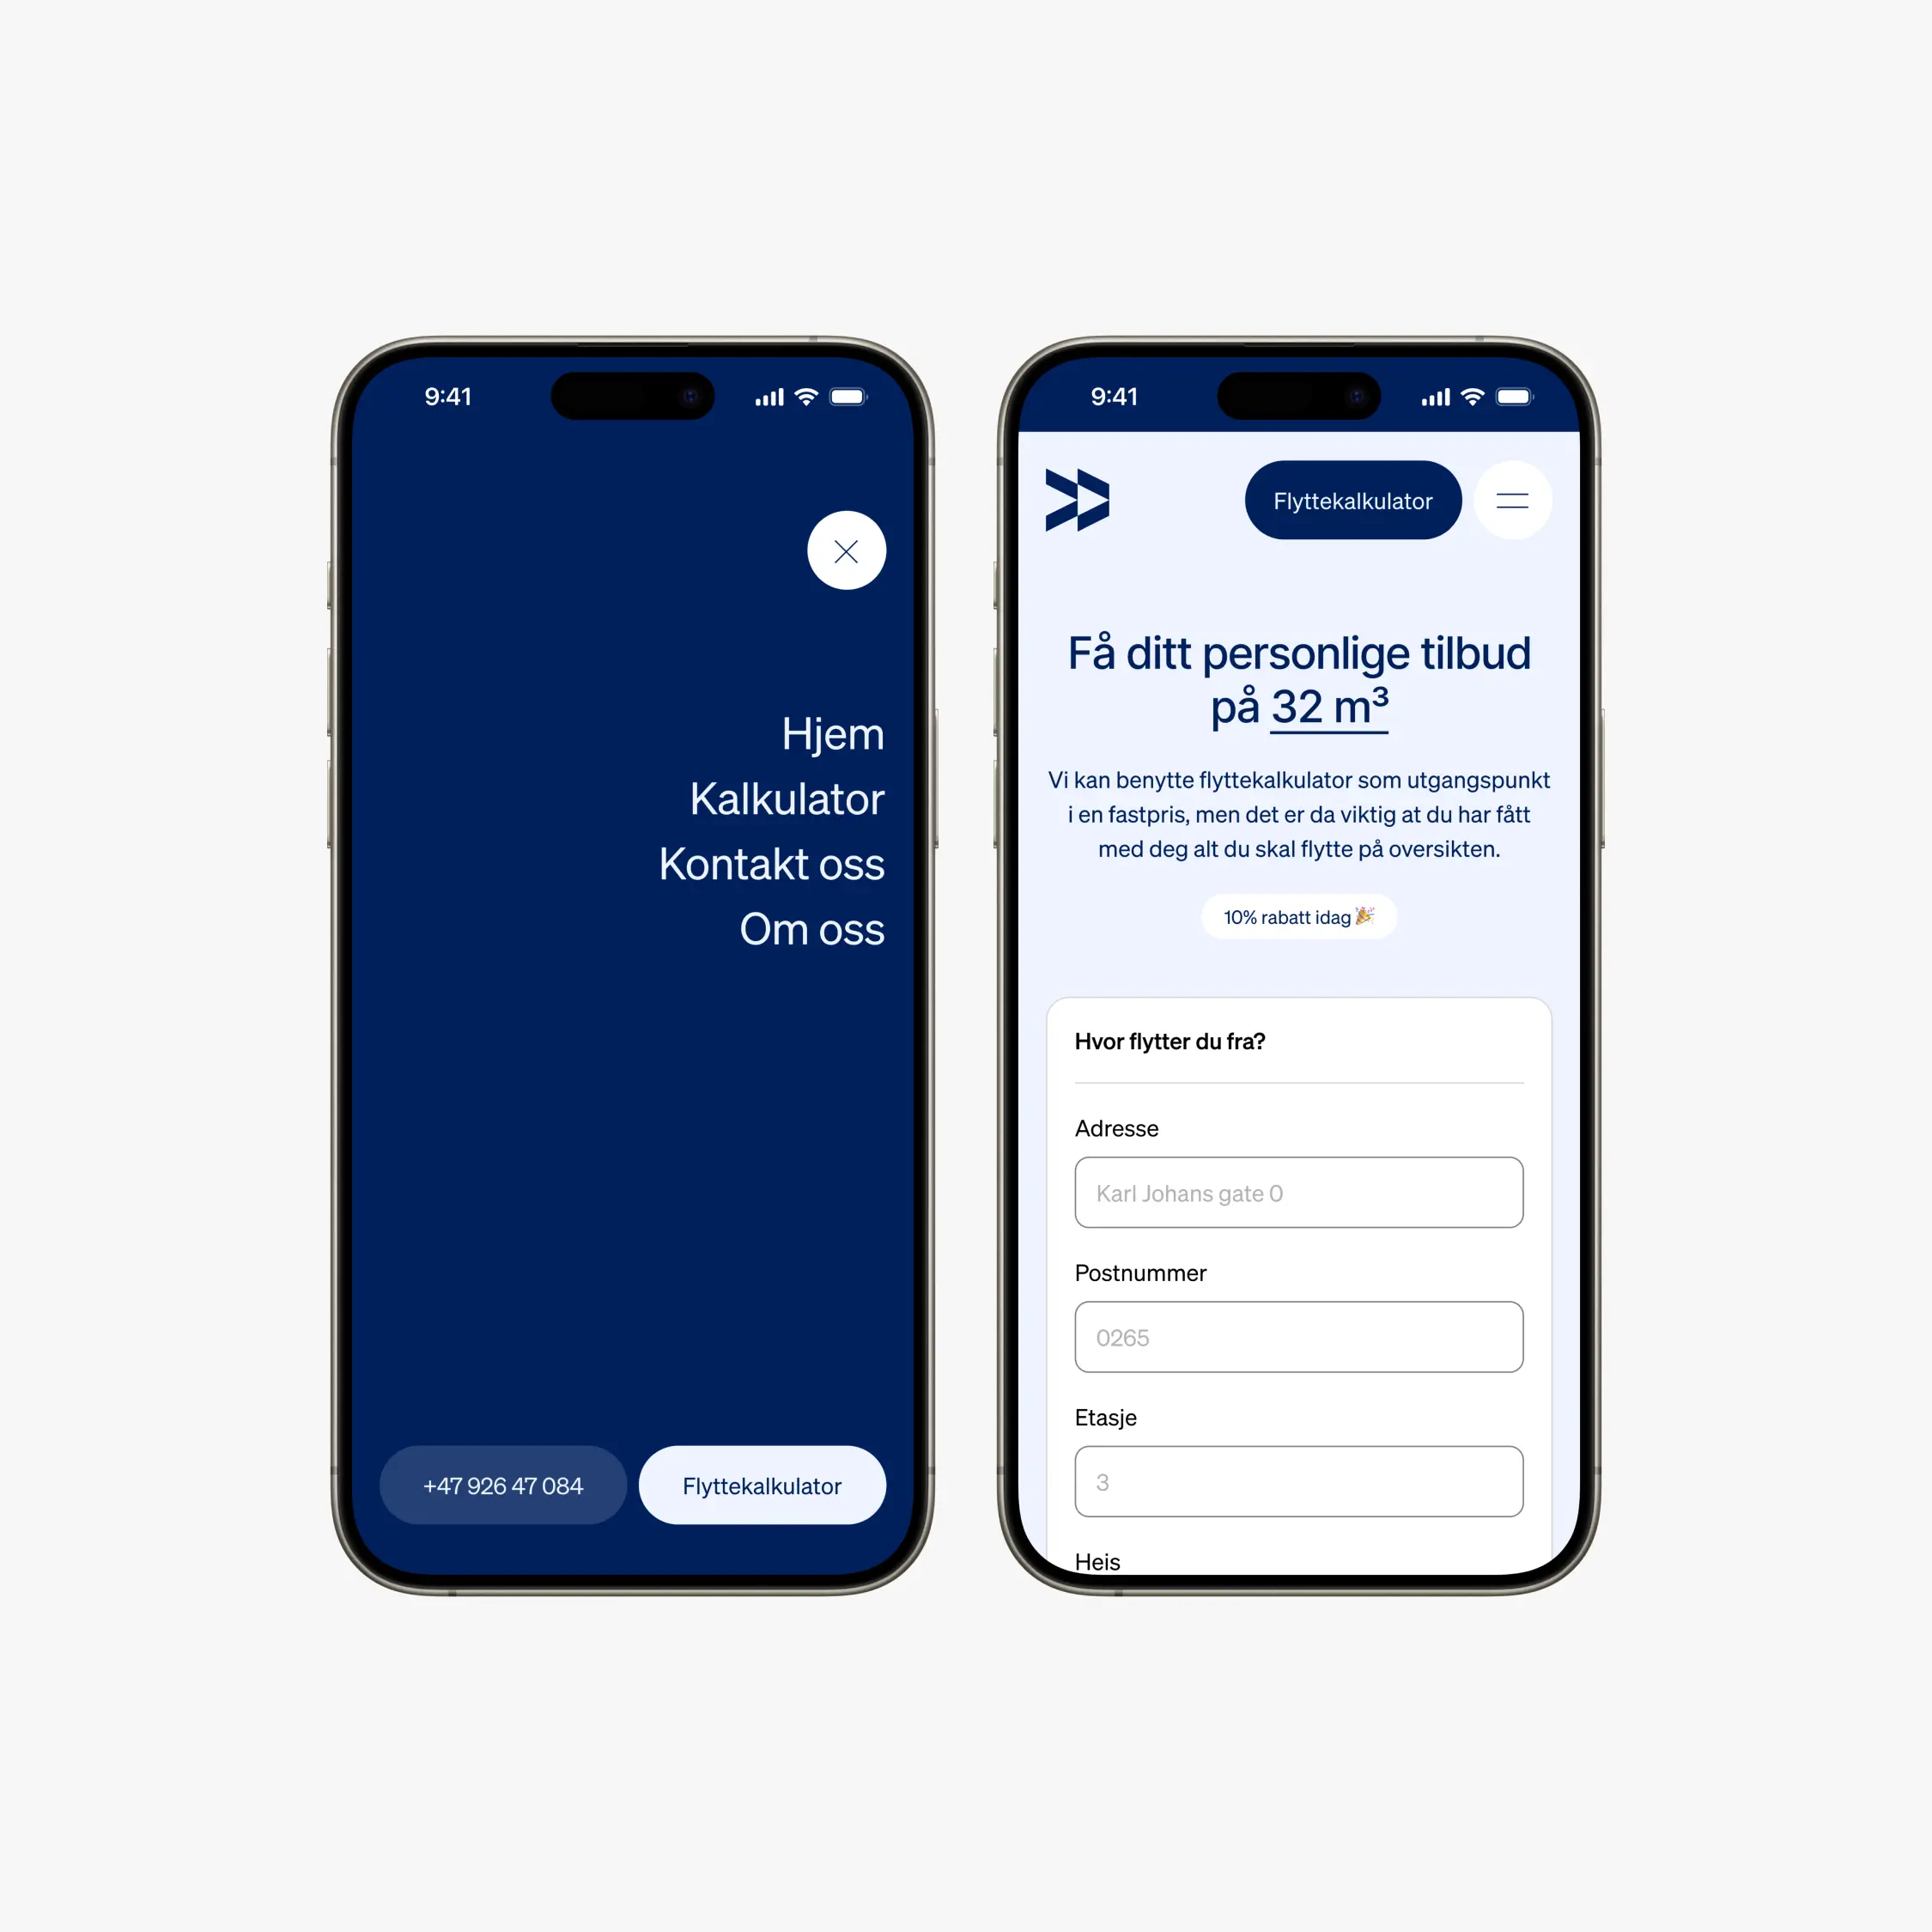 9:41
Hjem
Kalkulator
Kontakt oss
Om oss
+47 926 47 084
Flyttekalkulator
9:41
Flyttekalkulator
Få ditt personlige tilbud
på 32 m³
Vi kan benytte flyttekalkulator som utgangspunkt
i en fastpris, men det er da viktig at du har fått
med deg alt du skal flytte på oversikten.
10% rabatt idag 🎉
Hvor flytter du fra?
Adresse
Karl Johans gate 0
Postnummer
0265
Etasje
3
Heis